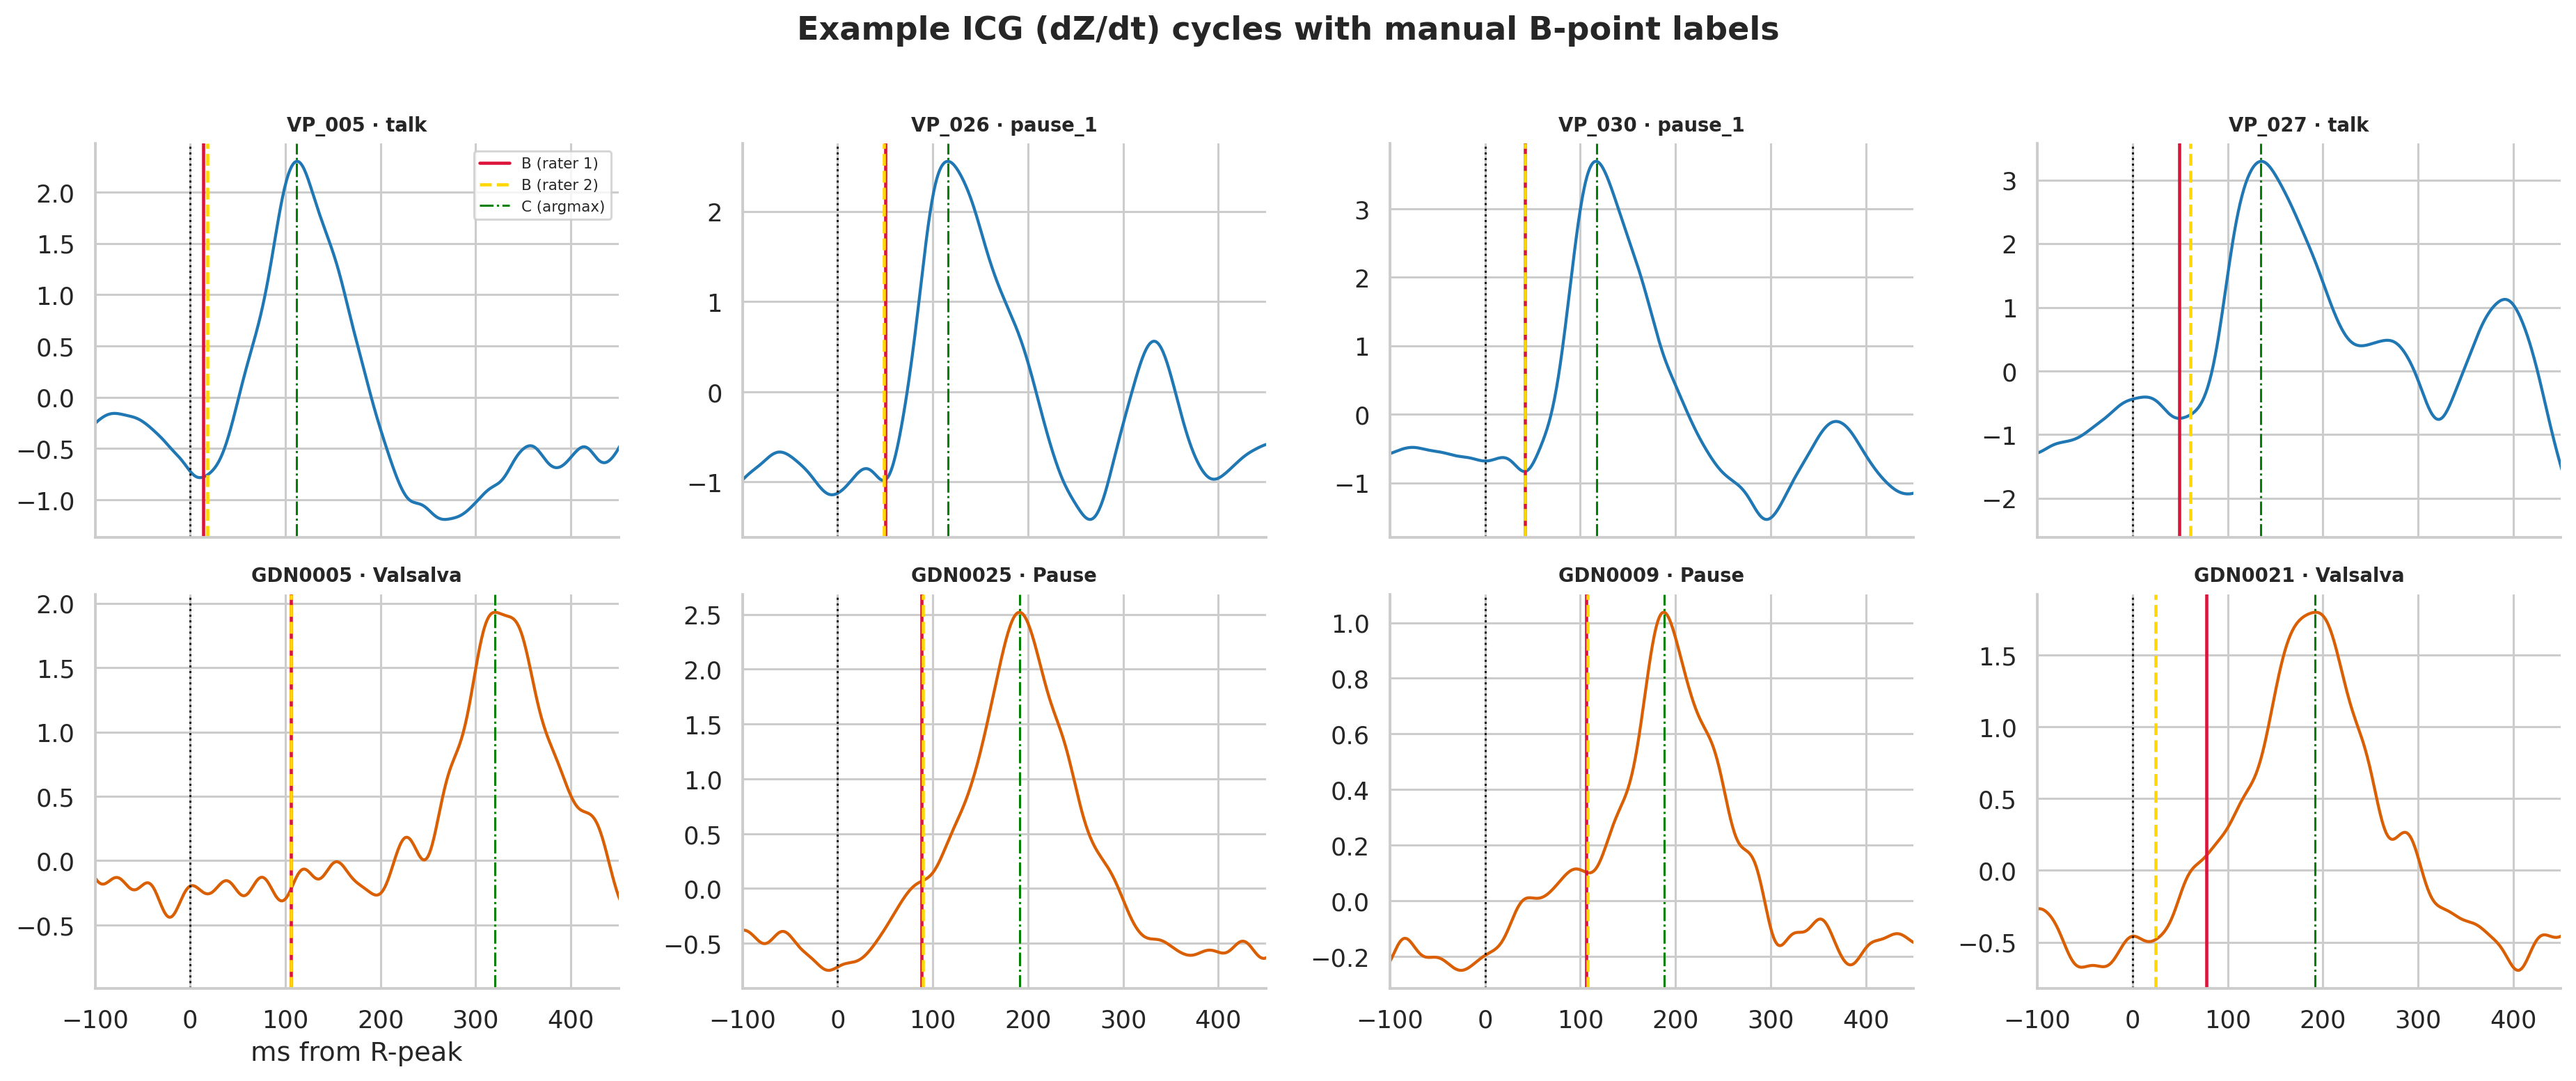 Example ICG (dZ/dt) cycles with manual B-point labels
VP_005 · talk
B (rater 1)
B (rater 2)
C (argmax)
2.0
1.5
1.0
0.5
0.0
−0.5
−1.0
VP_026 · pause_1
2
1
0
−1
VP_030 · pause_1
3
2
1
0
−1
VP_027 · talk
3
2
1
0
−1
−2
GDN0005 · Valsalva
2.0
1.5
1.0
0.5
0.0
−0.5
−100 0 100 200 300 400
ms from R-peak
GDN0025 · Pause
2.5
2.0
1.5
1.0
0.5
0.0
−0.5
−100 0 100 200 300 400
GDN0009 · Pause
1.0
0.8
0.6
0.4
0.2
0.0
−0.2
−100 0 100 200 300 400
GDN0021 · Valsalva
1.5
1.0
0.5
0.0
−0.5
−100 0 100 200 300 400